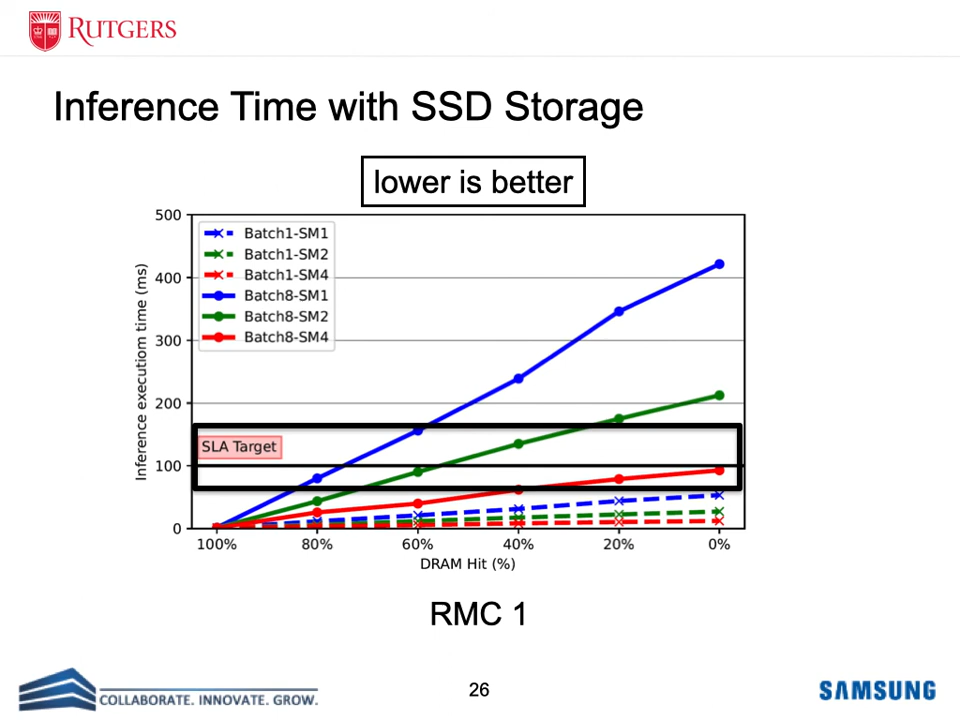 RUTGERS
Inference Time with SSD Storage
lower is better
500
400
300
200
100
0
Inference executiom time (ms)
Batch1-SM1
Batch1-SM2
Batch1-SM4
Batch8-SM1
Batch8-SM2
Batch8-SM4
SLA Target
100% 80% 60% 40% 20% 0%
DRAM Hit (%)
RMC 1
COLLABORATE. INNOVATE. GROW.
26
SAMSUNG